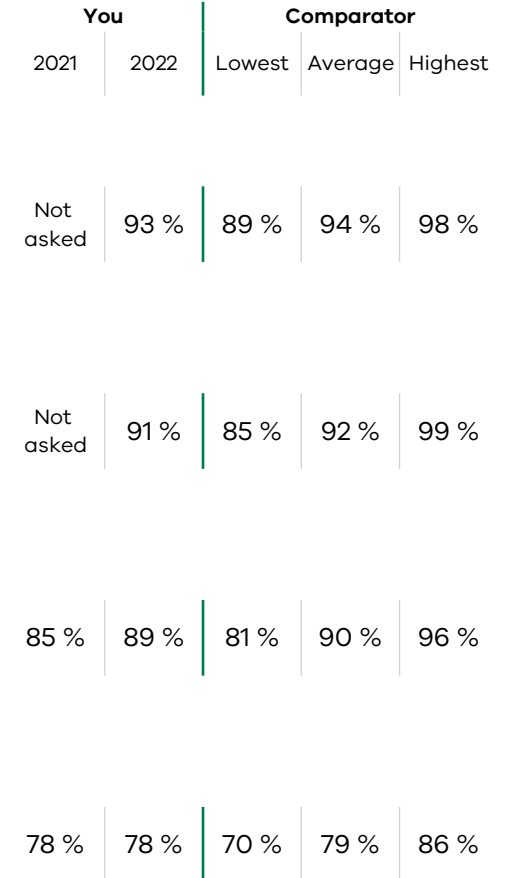 You Comparator
2021 2022 Lowest Average Highest
Not
asked 93 % 89 % 94 % 98 %
Not
asked 91 % 85 % 92 % 99 %
85 % 89 % 81 % 90 % 96 %
78 % 78 % 70 % 79 % 86 %